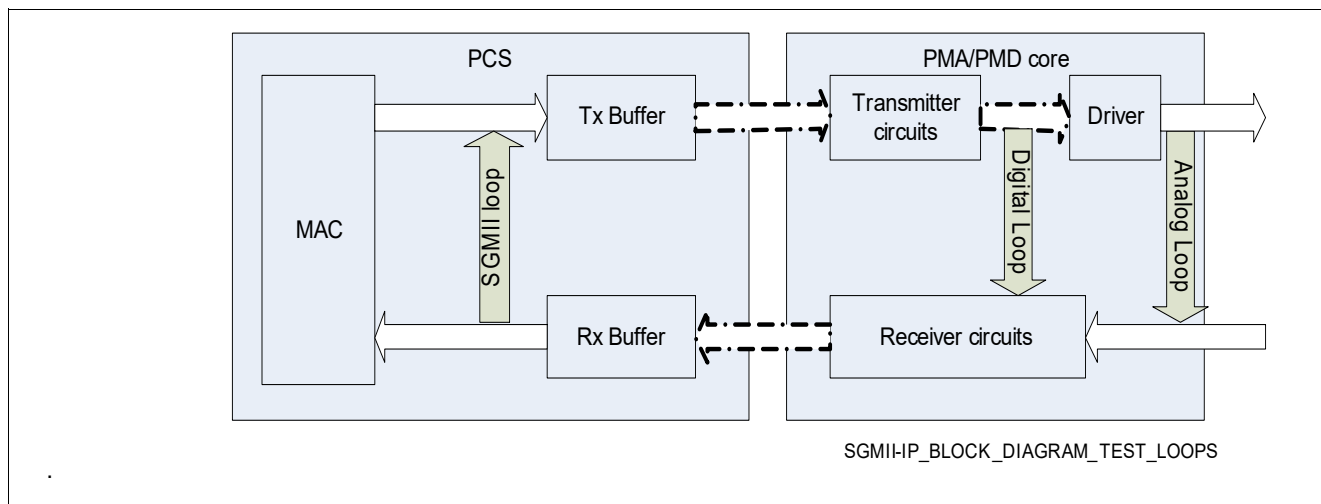 PCS
PMA/PMD core
MAC
Tx Buffer
Transmitter
circuits
Driver
SGMII loop
Digital Loop
Analog Loop
Rx Buffer
Receiver circuits
SGMII-IP_BLOCK_DIAGRAM_TEST_LOOPS
.